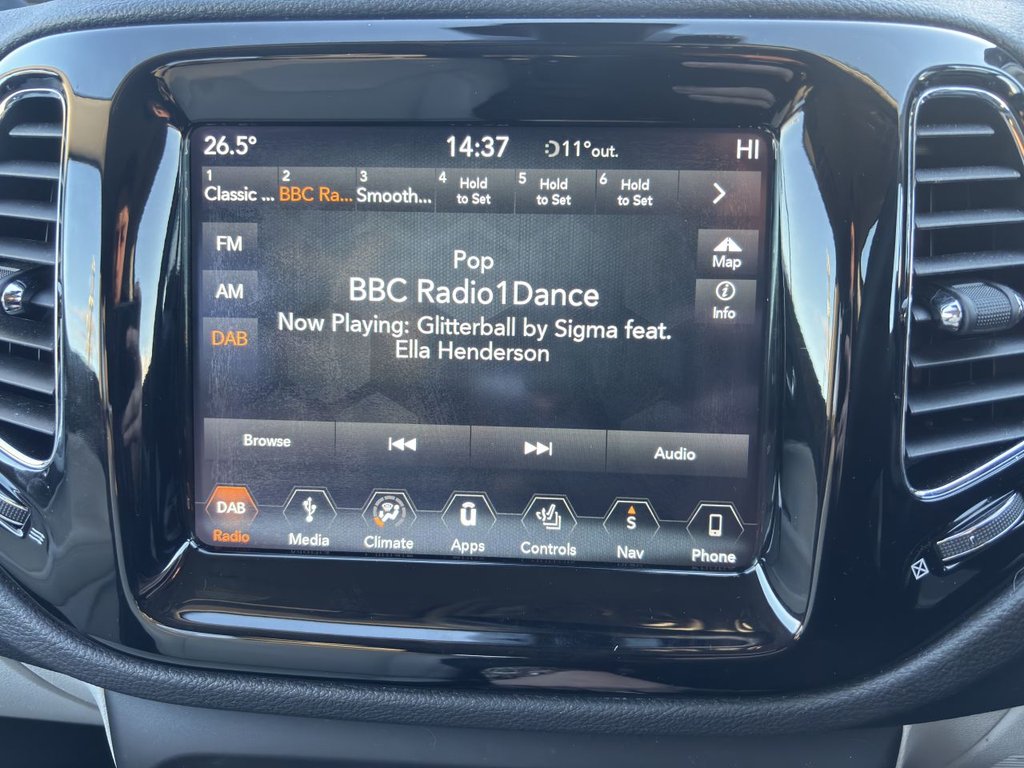 26.5° 14:37 11°out. HI
1 2 3 4 Hold to Set 5 Hold to Set 6 Hold to Set
Classic ... BBC Ra... Smooth...
FM
AM
DAB
Pop
BBC Radio1Dance
Now Playing: Glitterball by Sigma feat.
Ella Henderson
Map
Info
Browse Audio
DAB S
Radio Media Climate Apps Controls Nav Phone